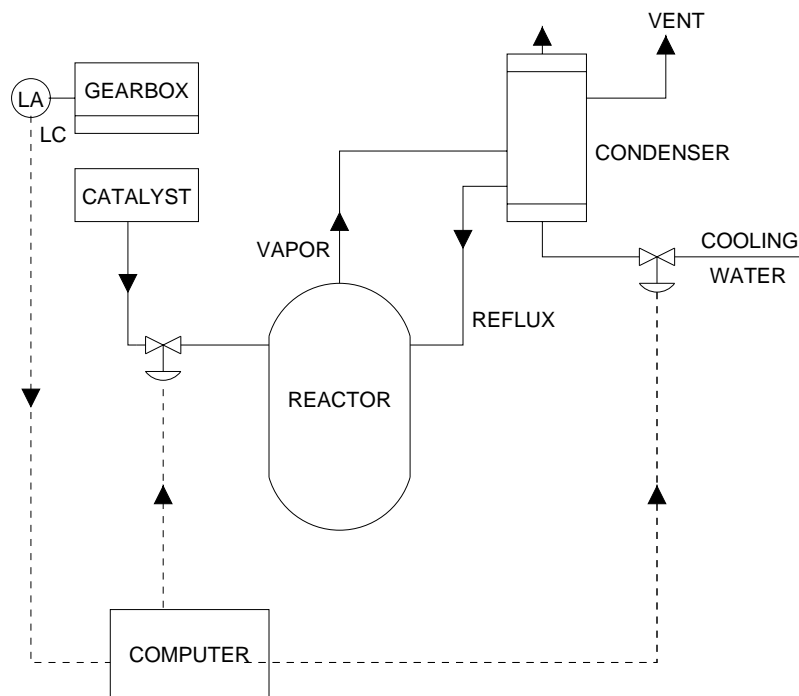 VENT
GEARBOX
LA
LC
CONDENSER
CATALYST
VAPOR
COOLING
WATER
REFLUX
REACTOR
COMPUTER